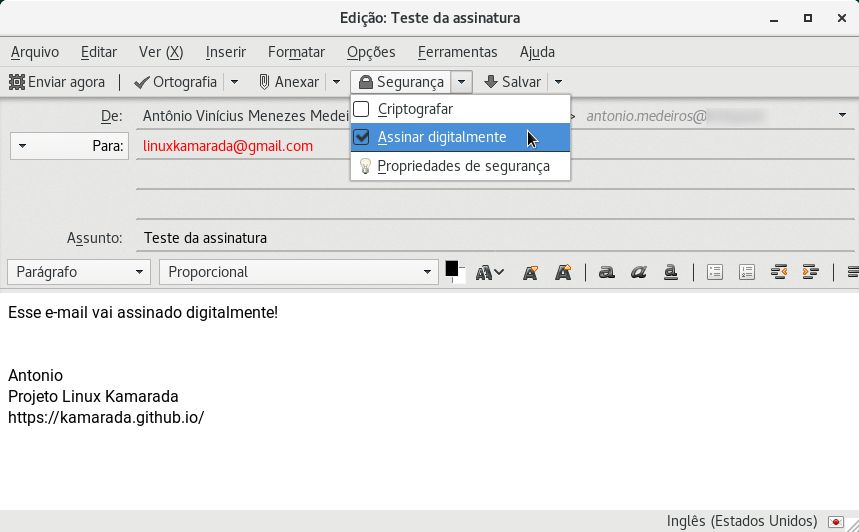 Edição: Teste da assinatura
Arquivo Editar Ver (X) Inserir Formatar Opções Ferramentas Ajuda
Enviar agora Ortografia Anexar Segurança Salvar
Criptografar
De: Antônio Vinícius Menezes Medei > antonio.medeiros@
Assinar digitalmente
Para: linuxkamarada@gmail.com
Propriedades de segurança
Assunto: Teste da assinatura
Parágrafo Proporcional
Esse e-mail vai assinado digitalmente!
Antonio
Projeto Linux Kamarada
https://kamarada.github.io/
Inglês (Estados Unidos)